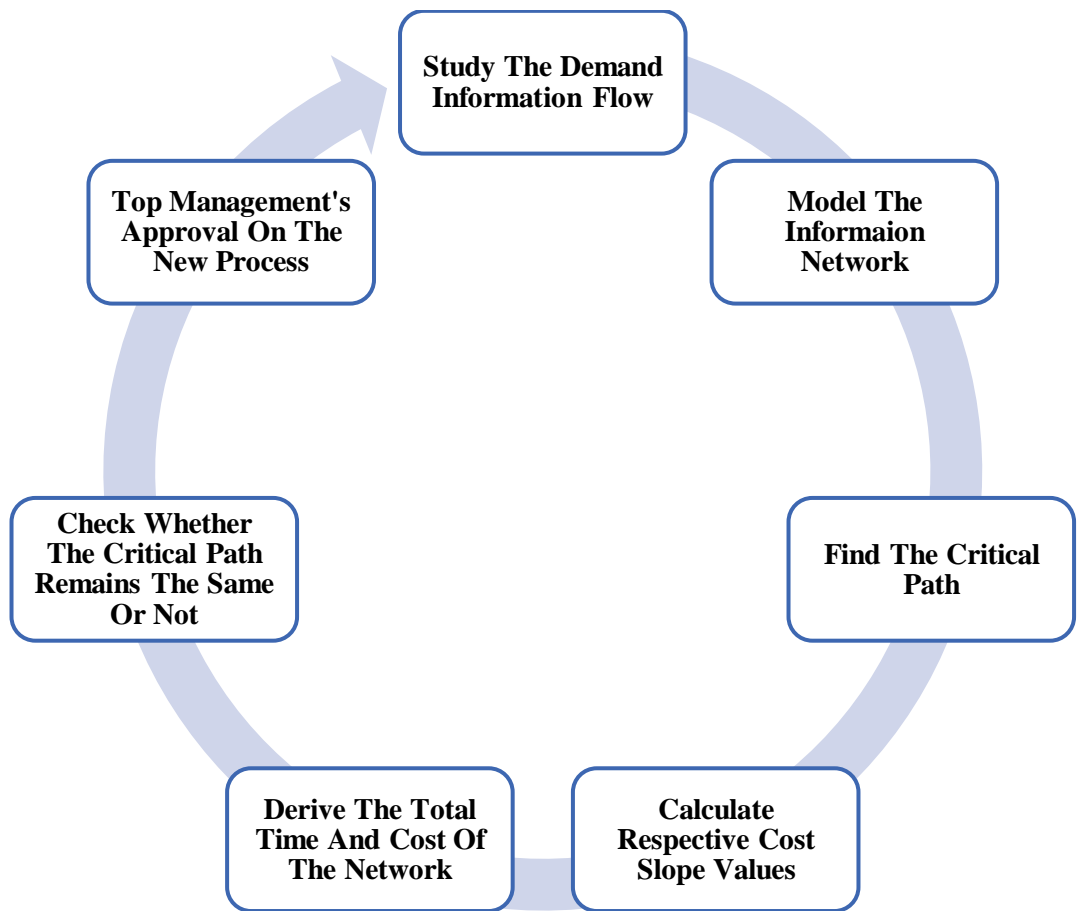 Study The Demand
Information Flow
Model The
Informaion
Network
Find The Critical
Path
Calculate
Respective Cost
Slope Values
Derive The Total
Time And Cost Of
The Network
Check Whether
The Critical Path
Remains The Same
Or Not
Top Management's
Approval On The
New Process